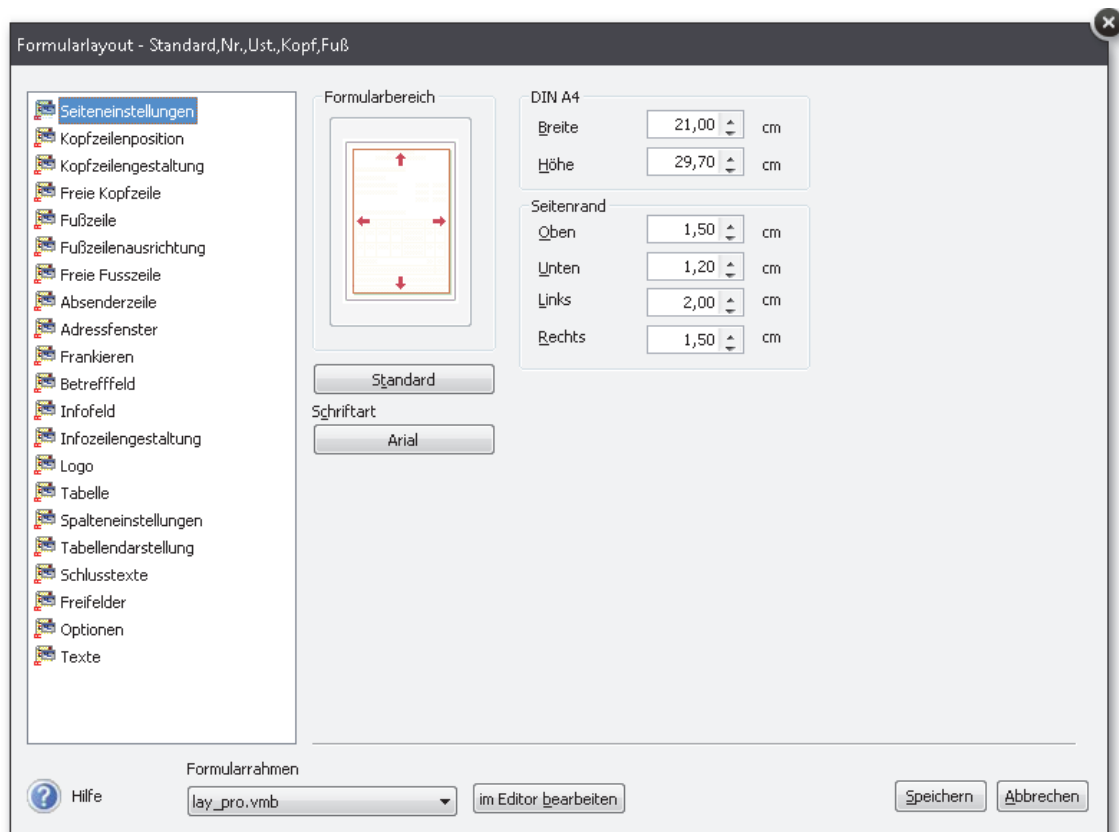 Formularlayout - Standard,Nr.,Ust.,Kopf,Fuß
Seiteneinstellungen
Kopfzeilenposition
Kopfzeilengestaltung
Freie Kopfzeile
Fußzeile
Fußzeilenausrichtung
Freie Fusszeile
Absenderzeile
Adressfenster
Frankieren
Betrefffeld
Infofeld
Infozeilengestaltung
Logo
Tabelle
Spalteneinstellungen
Tabellendarstellung
Schlusstexte
Freifelder
Optionen
Texte
Formularbereich
Standard
Schriftart
Arial
DIN A4
Breite 21,00 cm
Höhe 29,70 cm
Seitenrand
Oben 1,50 cm
Unten 1,20 cm
Links 2,00 cm
Rechts 1,50 cm
Hilfe
Formularrahmen
lay_pro.vmb
im Editor bearbeiten
Speichern
Abbrechen